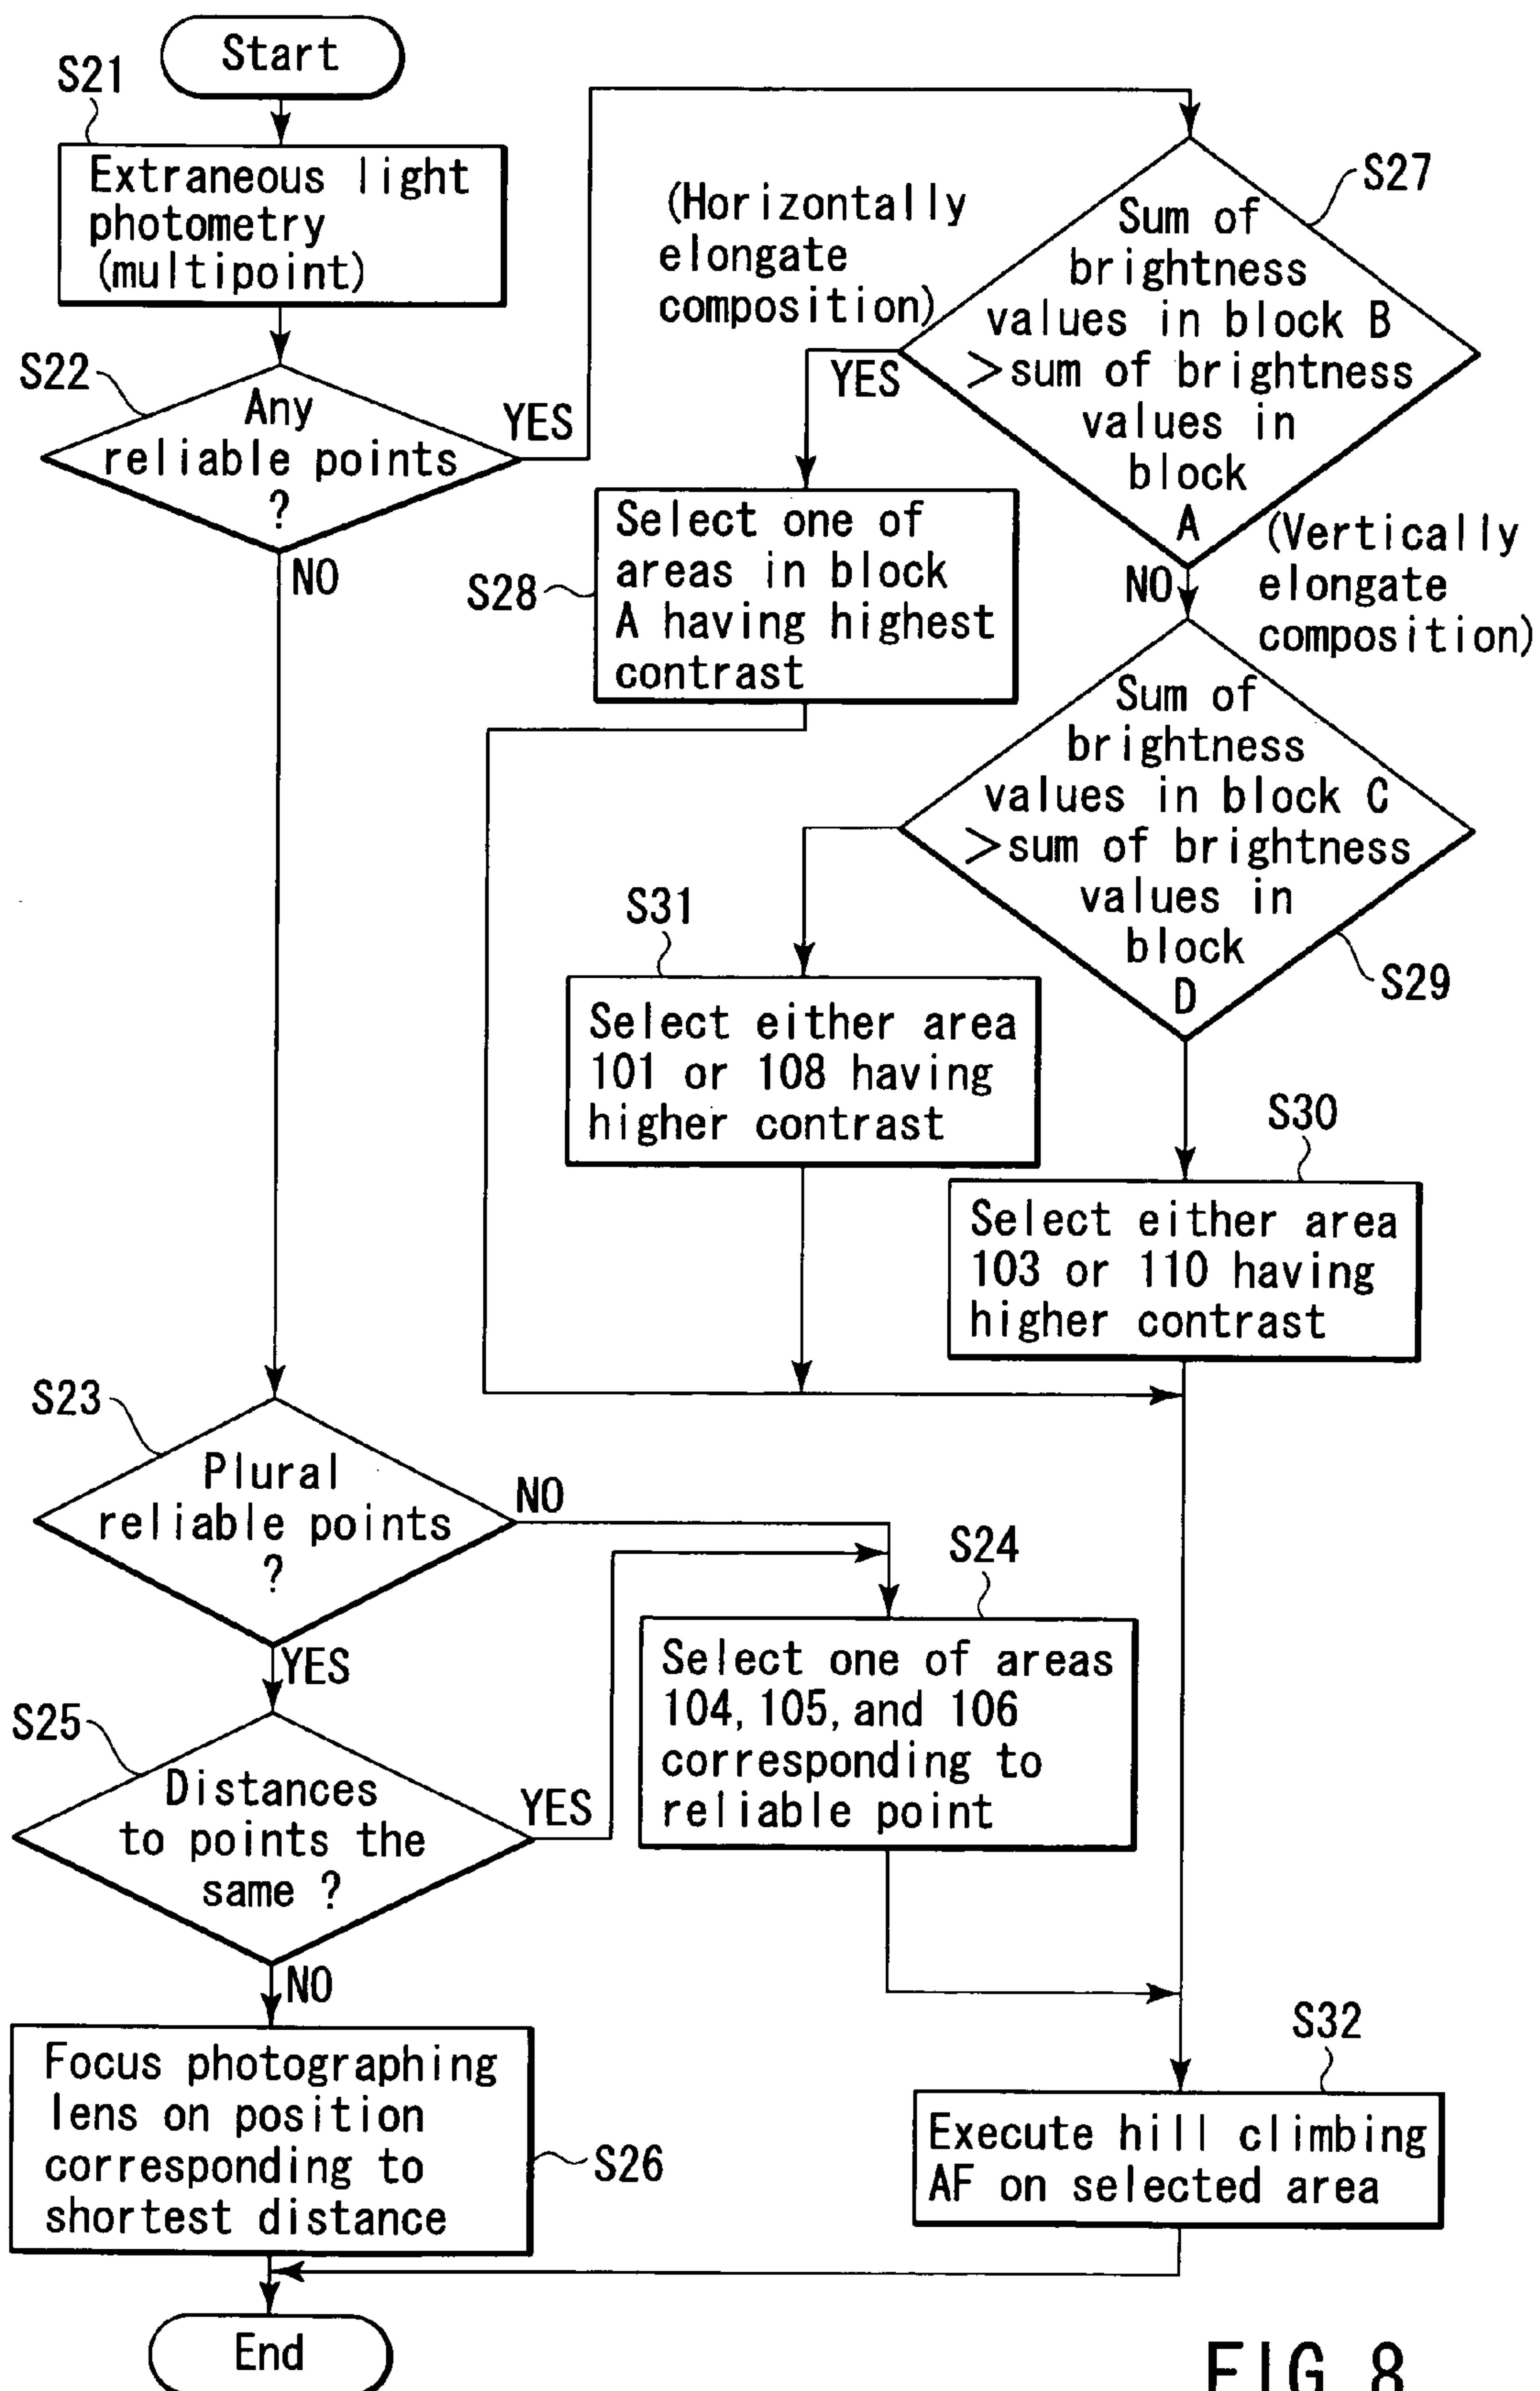 Start
S21
Extraneous light
photometry
(multipoint)
S22
Any
reliable points
?
YES
NO
S27
Sum of
brightness
values in block B
>sum of brightness
values in
block
A
(Horizontally
elongate
composition)
YES
NO
(Vertically
elongate
composition)
S28
Select one of
areas in block
A having highest
contrast
Sum of
brightness
values in block C
>sum of brightness
values in
block
D
S29
S31
Select either area
101 or 108 having
higher contrast
S30
Select either area
103 or 110 having
higher contrast
S23
Plural
reliable points
?
NO
YES
S24
Select one of areas
104, 105, and 106
corresponding to
reliable point
S25
Distances
to points the
same ?
YES
NO
S26
Focus photographing
lens on position
corresponding to
shortest distance
S32
Execute hill climbing
AF on selected area
End
FIG. 8